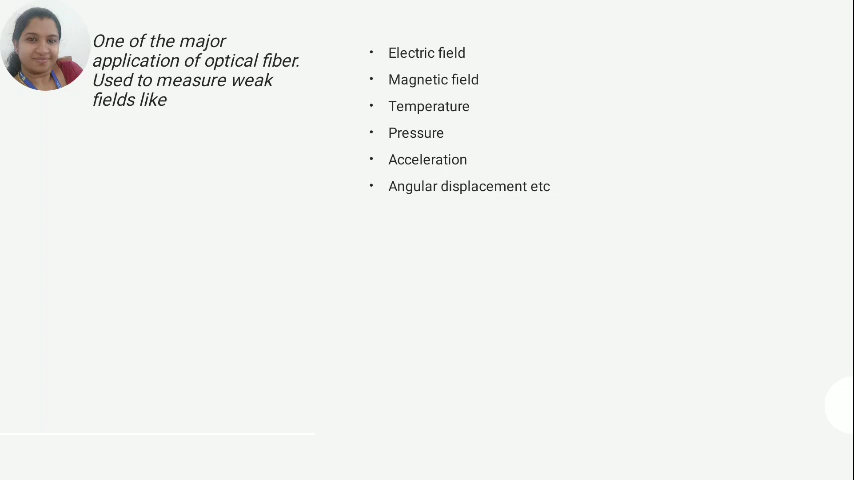 One of the major
application of optical fiber.
Used to measure weak
fields like
• Electric field
• Magnetic field
• Temperature
• Pressure
• Acceleration
• Angular displacement etc